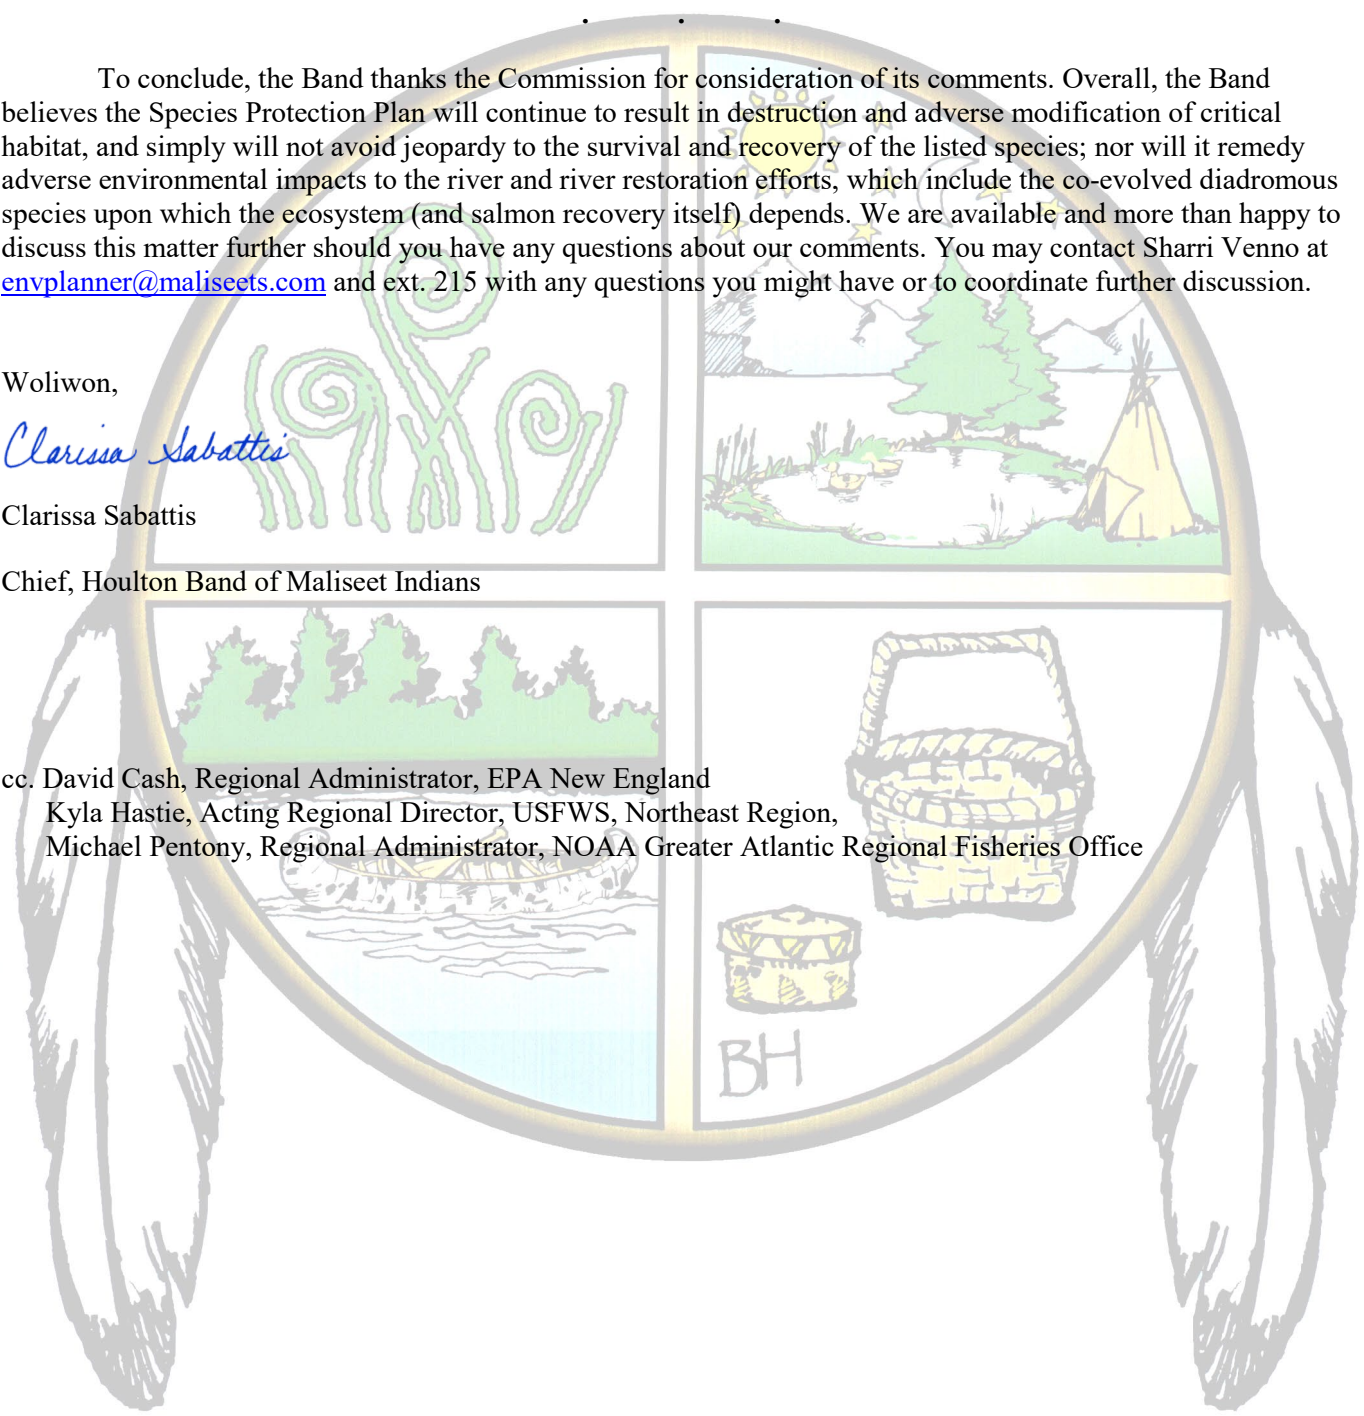 . . .
To conclude, the Band thanks the Commission for consideration of its comments. Overall, the Band
believes the Species Protection Plan will continue to result in destruction and adverse modification of critical
habitat, and simply will not avoid jeopardy to the survival and recovery of the listed species; nor will it remedy
adverse environmental impacts to the river and river restoration efforts, which include the co-evolved diadromous
species upon which the ecosystem (and salmon recovery itself) depends. We are available and more than happy to
discuss this matter further should you have any questions about our comments. You may contact Sharri Venno at
envplanner@maliseets.com and ext. 215 with any questions you might have or to coordinate further discussion.
Woliwon,
Clarissa Sabattis
Clarissa Sabattis
Chief, Houlton Band of Maliseet Indians
cc. David Cash, Regional Administrator, EPA New England
Kyla Hastie, Acting Regional Director, USFWS, Northeast Region,
Michael Pentony, Regional Administrator, NOAA Greater Atlantic Regional Fisheries Office
BH